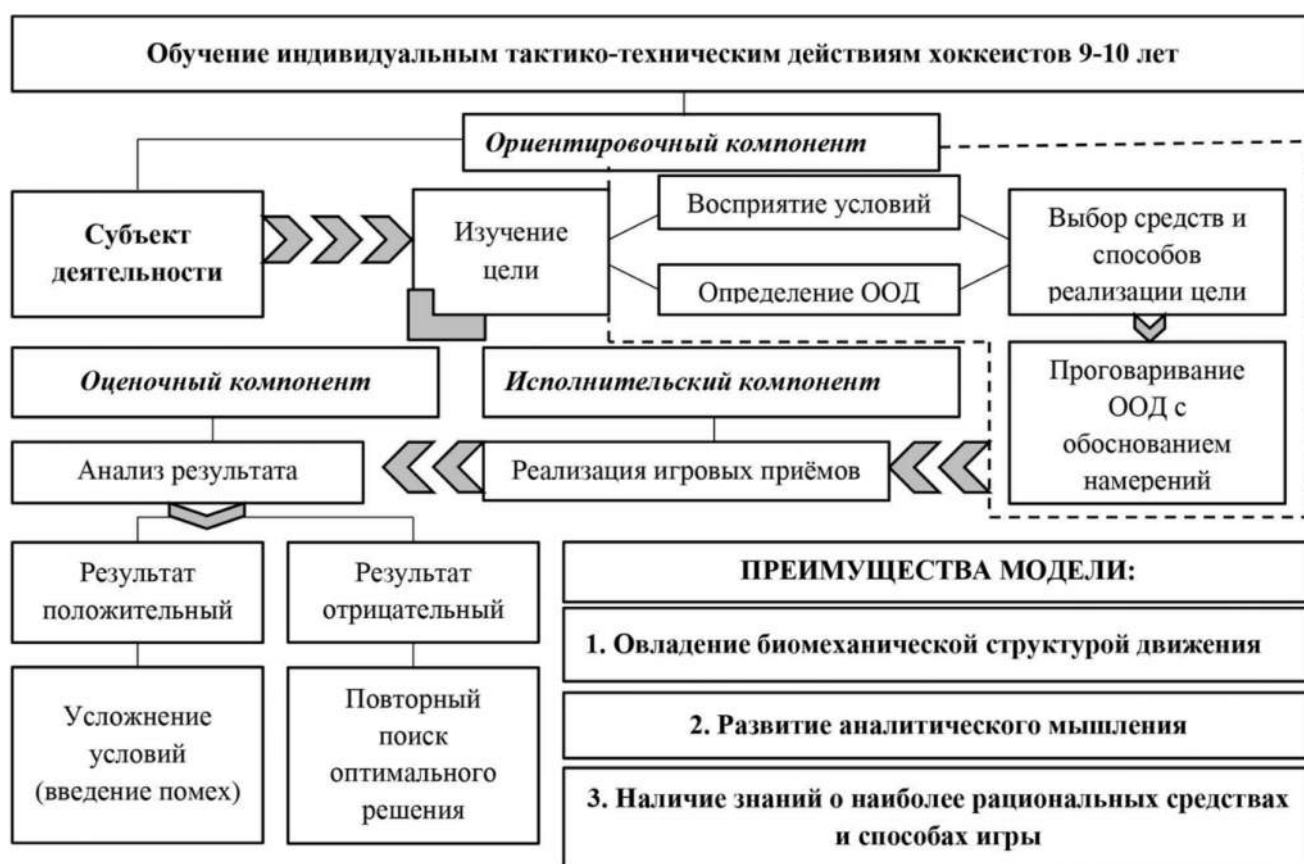 Обучение индивидуальным тактико-техническим действиям хоккеистов 9-10 лет
Ориентировочный компонент
Субъект
деятельности
Изучение
цели
Восприятие условий
Определение ООД
Выбор средств и
способов
реализации цели
Проговаривание
ООД с
обоснованием
намерений
Оценочный компонент
Исполнительский компонент
Анализ результата
Реализация игровых приёмов
Результат
положительный
Результат
отрицательный
Усложнение
условий
(введение помех)
Повторный
поиск
оптимального
решения
ПРЕИМУЩЕСТВА МОДЕЛИ:
1. Овладение биомеханической структурой движения
2. Развитие аналитического мышления
3. Наличие знаний о наиболее рациональных средствах
и способах игры